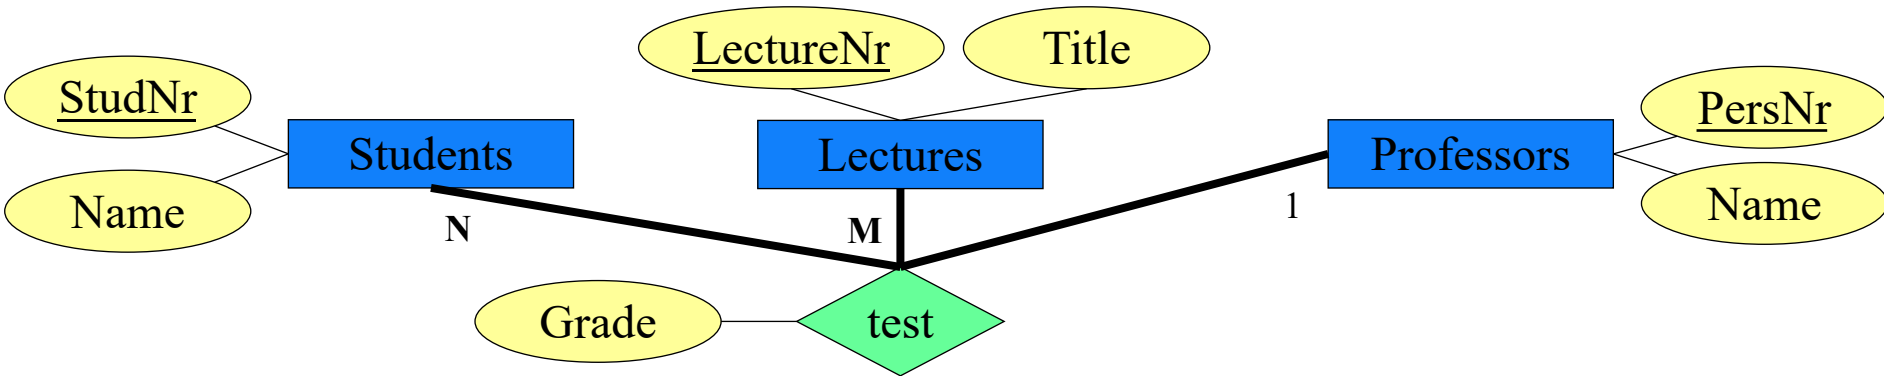 LectureNr
Title
StudNr
PersNr
Students
Lectures
Professors
Name
Name
N
M
1
Grade
test